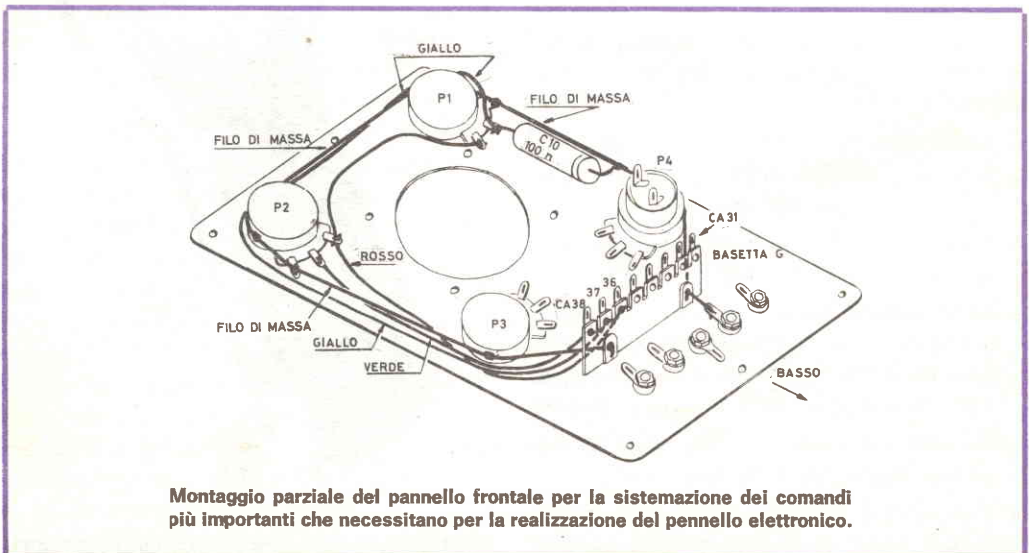 GIALLO
P1
FILO DI MASSA
FILO DI MASSA
C10
100 n
P4
P2
CA31
BASETTA G
ROSSO
36
37
CA38
P3
FILO DI MASSA
GIALLO
VERDE
BASSO
Montaggio parziale del pannello frontale per la sistemazione dei comandi
più importanti che necessitano per la realizzazione del pennello elettronico.